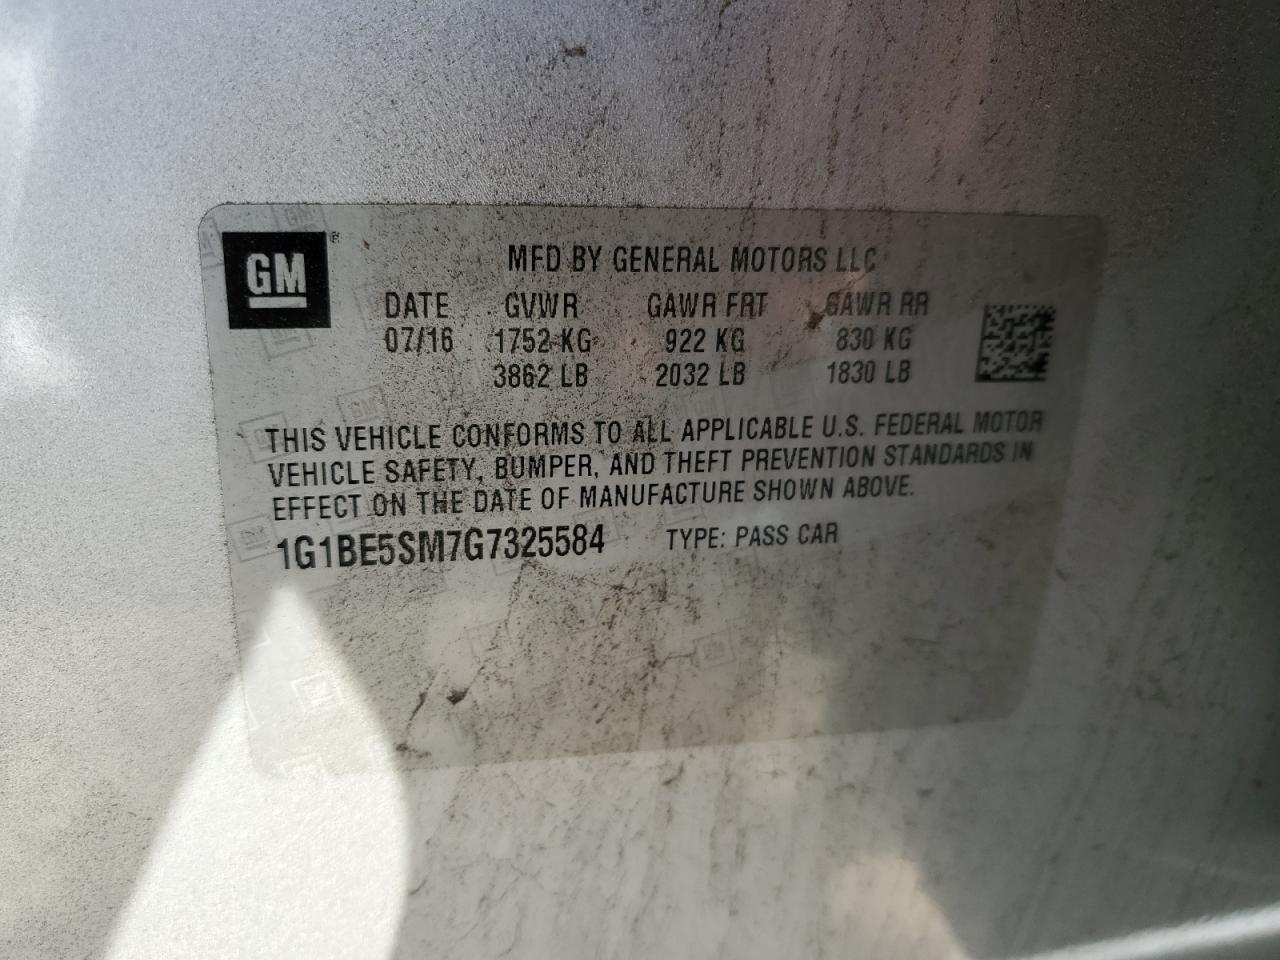 GM ®
MFD BY GENERAL MOTORS LLC
DATE GVWR GAWR FRT GAWR RR
07/16 1752 KG 922 KG 830 KG
3862 LB 2032 LB 1830 LB
THIS VEHICLE CONFORMS TO ALL APPLICABLE U.S. FEDERAL MOTOR
VEHICLE SAFETY, BUMPER, AND THEFT PREVENTION STANDARDS IN
EFFECT ON THE DATE OF MANUFACTURE SHOWN ABOVE.
1G1BE5SM7G7325584 TYPE: PASS CAR